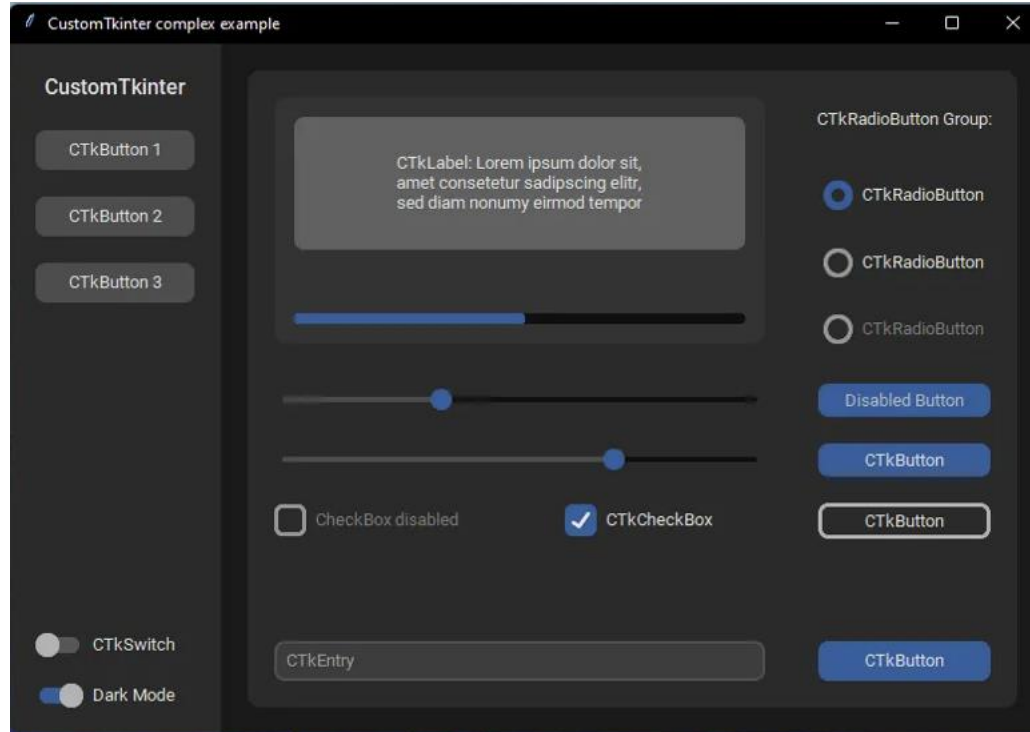 CustomTkinter complex example
CustomTkinter
CTkButton 1
CTkButton 2
CTkButton 3
CTkSwitch
Dark Mode
CTkLabel: Lorem ipsum dolor sit,
amet consetetur sadipscing elitr,
sed diam nonumy eirmod tempor
CheckBox disabled
CTkCheckBox
CTkEntry
CTkRadioButton Group:
CTkRadioButton
CTkRadioButton
CTkRadioButton
Disabled Button
CTkButton
CTkButton
CTkButton